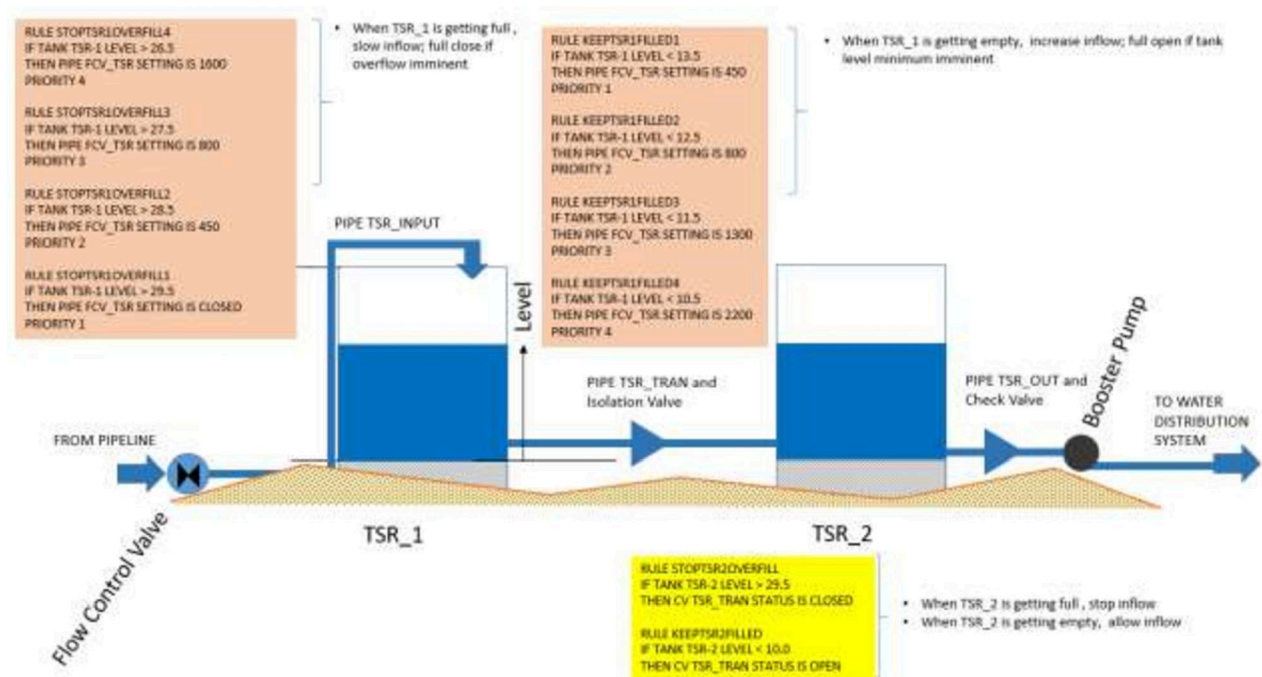 RULE STOPTSR1OVERFILL4
IF TANK TSR-1 LEVEL > 26.5
THEN PIPE FCV_TSR SETTING IS 1600
PRIORITY 4
RULE STOPTSR1OVERFILL3
IF TANK TSR-1 LEVEL > 27.5
THEN PIPE FCV_TSR SETTING IS 800
PRIORITY 3
RULE STOPTSR1OVERFILL2
IF TANK TSR-1 LEVEL > 28.5
THEN PIPE FCV_TSR SETTING IS 450
PRIORITY 2
RULE STOPTSR1OVERFILL1
IF TANK TSR-1 LEVEL > 29.5
THEN PIPE FCV_TSR SETTING IS CLOSED
PRIORITY 1
• When TSR_1 is getting full ,
slow inflow; full close if
overflow imminent
RULE KEEPTSR1FILLED1
IF TANK TSR-1 LEVEL < 13.5
THEN PIPE FCV_TSR SETTING IS 450
PRIORITY 1
RULE KEEPTSR1FILLED2
IF TANK TSR-1 LEVEL < 12.5
THEN PIPE FCV_TSR SETTING IS 800
PRIORITY 2
RULE KEEPTSR1FILLED3
IF TANK TSR-1 LEVEL < 11.5
THEN PIPE FCV_TSR SETTING IS 1300
PRIORITY 3
RULE KEEPTSR1FILLED4
IF TANK TSR-1 LEVEL < 10.5
THEN PIPE FCV_TSR SETTING IS 2200
PRIORITY 4
• When TSR_1 is getting empty, increase inflow; full open if tank
level minimum imminent
PIPE TSR_INPUT
Level
PIPE TSR_TRAN and
Isolation Valve
PIPE TSR_OUT and
Check Valve
Booster Pump
TO WATER
DISTRIBUTION
SYSTEM
FROM PIPELINE
Flow Control Valve
TSR_1
TSR_2
RULE STOPTSR2OVERFILL
IF TANK TSR-2 LEVEL > 29.5
THEN CV TSR_TRAN STATUS IS CLOSED
RULE KEEPTSR2FILLED
IF TANK TSR-2 LEVEL < 10.0
THEN CV TSR_TRAN STATUS IS OPEN
• When TSR_2 is getting full , stop inflow
• When TSR_2 is getting empty, allow inflow